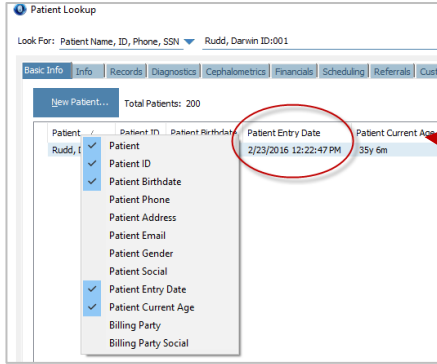 Patient Lookup
Look For: Patient Name, ID, Phone, SSN Rudd, Darwin ID:001
Basic Info Info Records Diagnostics Cephalometrics Financials Scheduling Referrals Cust
New Patient... Total Patients: 200
Patient Patient ID Patient Birthdate Patient Entry Date Patient Current Age
Rudd, 2/23/2016 12:22:47 PM 35y 6m
Patient
Patient ID
Patient Birthdate
Patient Phone
Patient Address
Patient Email
Patient Gender
Patient Social
Patient Entry Date
Patient Current Age
Billing Party
Billing Party Social